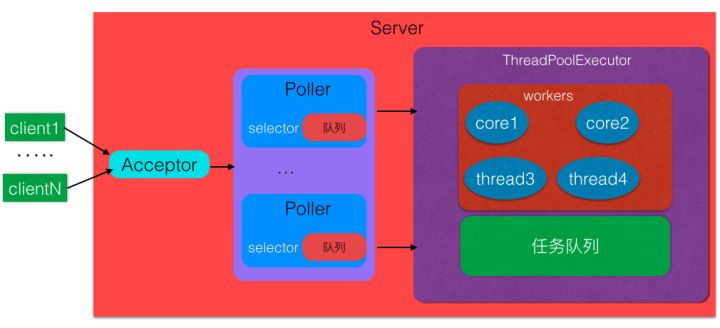 Server
ThreadPoolExecutor
client1
.....
clientN
Acceptor
Poller
selector
队列
...
Poller
selector
队列
workers
core1
core2
thread3
thread4
任务队列